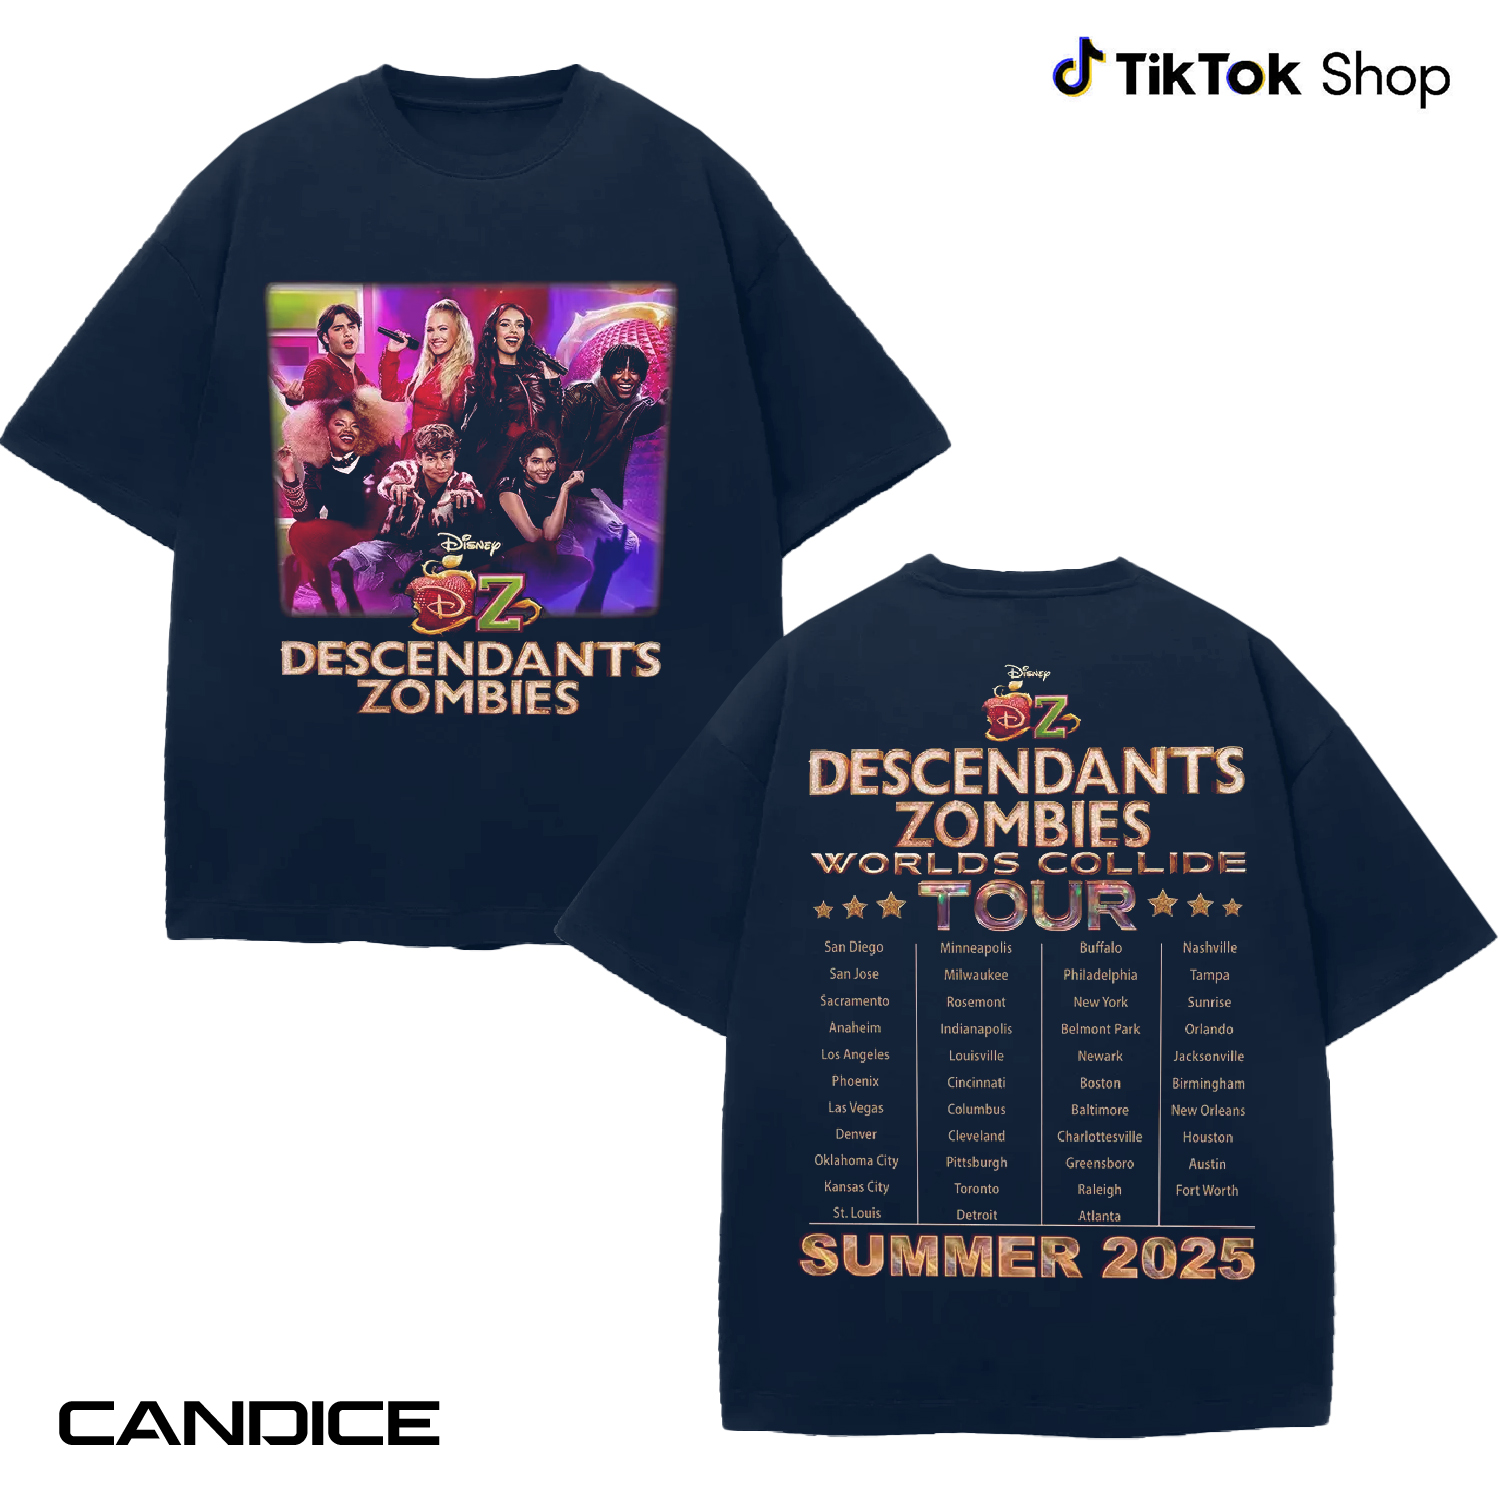 TikTok Shop
Disney
D Z
DESCENDANTS
ZOMBIES
Disney
D Z
DESCENDANTS
ZOMBIES
WORLDS COLLIDE
TOUR
San Diego
San Jose
Sacramento
Anaheim
Los Angeles
Phoenix
Las Vegas
Denver
Oklahoma City
Kansas City
St. Louis
Minneapolis
Milwaukee
Rosemont
Indianapolis
Louisville
Cincinnati
Columbus
Cleveland
Pittsburgh
Toronto
Detroit
Buffalo
Philadelphia
New York
Belmont Park
Newark
Boston
Baltimore
Charlottesville
Greensboro
Raleigh
Atlanta
Nashville
Tampa
Sunrise
Orlando
Jacksonville
Birmingham
New Orleans
Houston
Austin
Fort Worth
SUMMER 2025
CANDICE